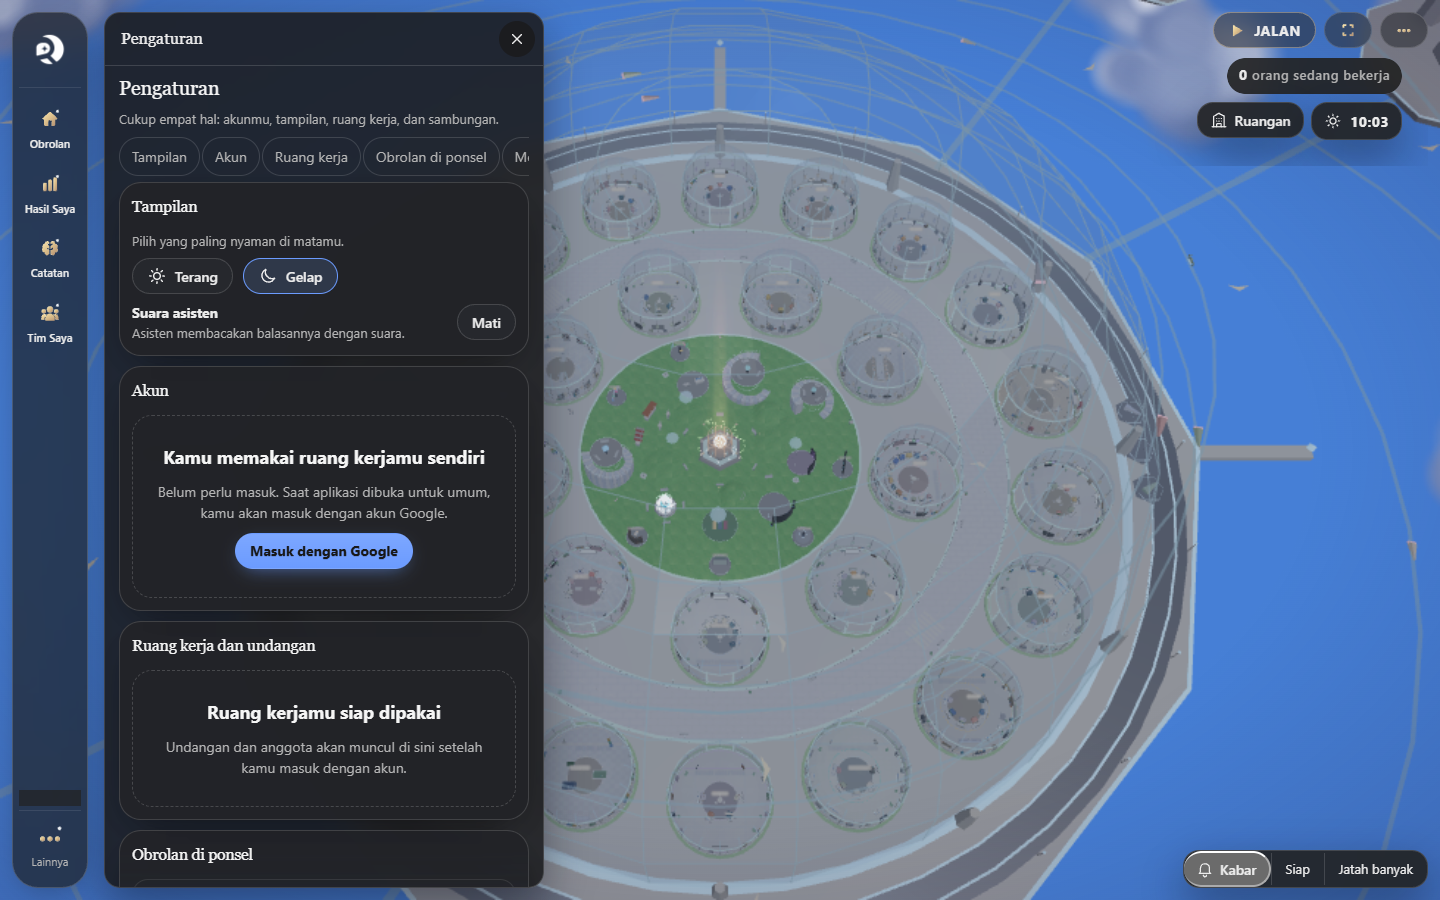 Obrolan
Hasil Saya
Catatan
Tim Saya
Lainnya
Pengaturan
Pengaturan
Cukup empat hal: akunmu, tampilan, ruang kerja, dan sambungan.
Tampilan
Akun
Ruang kerja
Obrolan di ponsel
Tampilan
Pilih yang paling nyaman di matamu.
Terang
Gelap
Suara asisten
Asisten membacakan balasannya dengan suara.
Mati
Akun
Kamu memakai ruang kerjamu sendiri
Belum perlu masuk. Saat aplikasi dibuka untuk umum,
kamu akan masuk dengan akun Google.
Masuk dengan Google
Ruang kerja dan undangan
Ruang kerjamu siap dipakai
Undangan dan anggota akan muncul di sini setelah
kamu masuk dengan akun.
Obrolan di ponsel
JALAN
0 orang sedang bekerja
Ruangan
10:03
Kabar
Siap
Jatah banyak